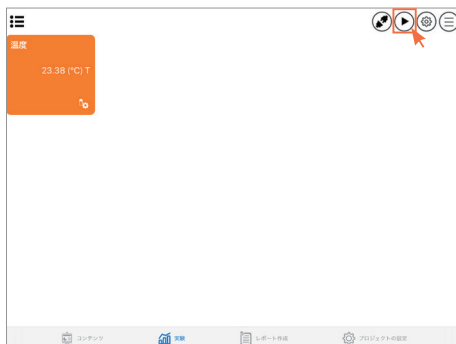 温度
23.38 (°C) T
コンテンツ
実験
レポート作成
プロジェクトの設定